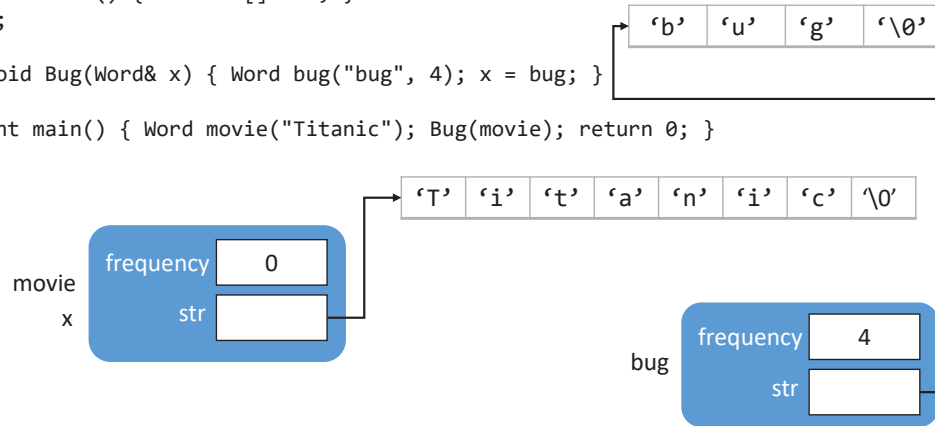 ;
oid Bug(Word& x) { Word bug("bug", 4); x = bug; }
nt main() { Word movie("Titanic"); Bug(movie); return 0; }
‘b’ ‘u’ ‘g’ ‘\0’
‘T’ ‘i’ ‘t’ ‘a’ ‘n’ ‘i’ ‘c’ ‘\0’
movie
x
frequency 0
str
bug
frequency 4
str